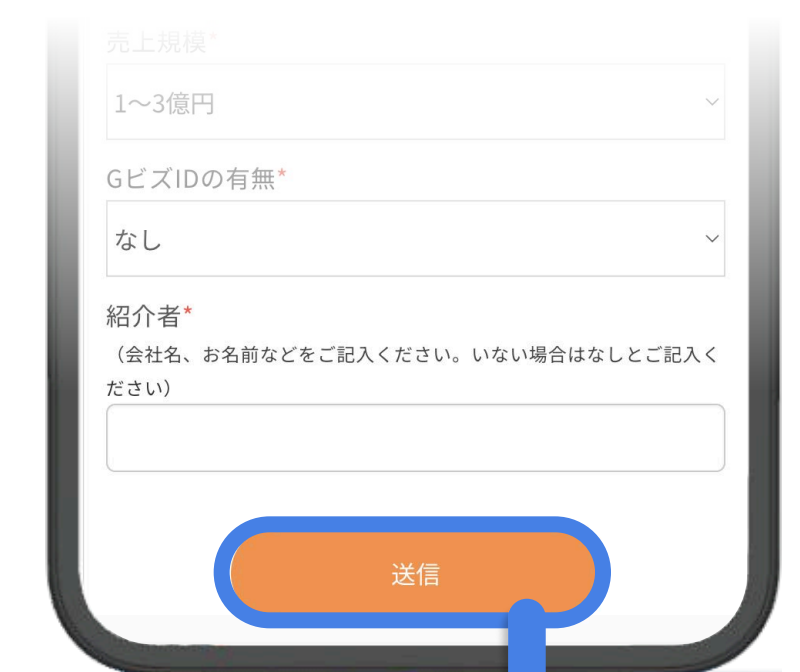 売上規模*
1〜3億円
GビズIDの有無*
なし
紹介者*
（会社名、お名前などをご記入ください。いない場合はなしとご記入く
ださい）
送信